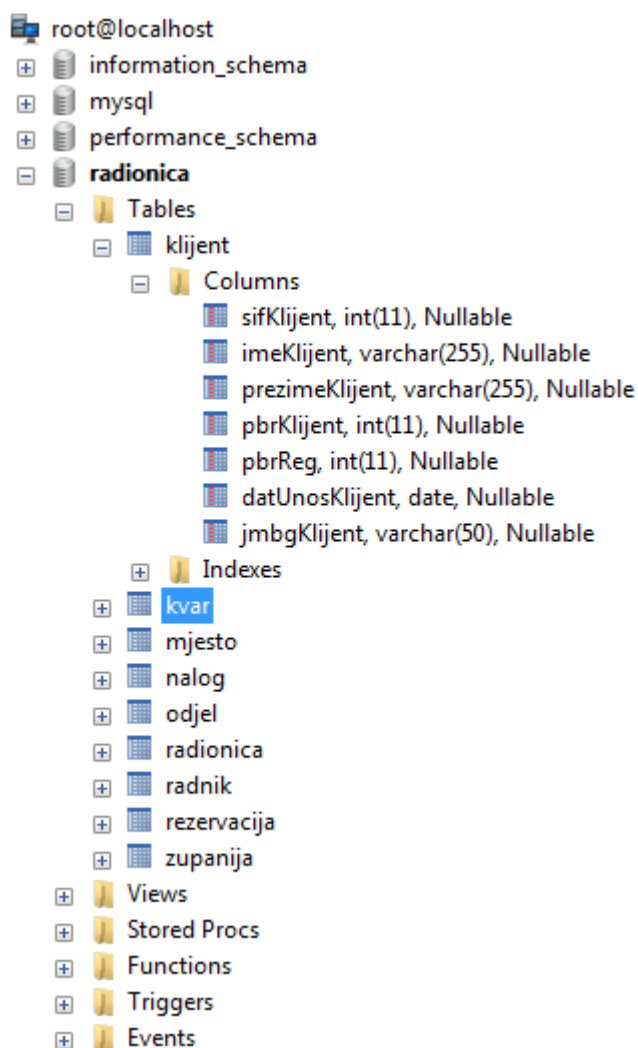 root@localhost
information_schema
mysql
performance_schema
radionica
Tables
klijent
Columns
sifKlijent, int(11), Nullable
imeKlijent, varchar(255), Nullable
prezimeKlijent, varchar(255), Nullable
pbrKlijent, int(11), Nullable
pbrReg, int(11), Nullable
datUnosKlijent, date, Nullable
jmbgKlijent, varchar(50), Nullable
Indexes
kvar
mjesto
nalog
odjel
radionica
radnik
rezervacija
zupanija
Views
Stored Procs
Functions
Triggers
Events